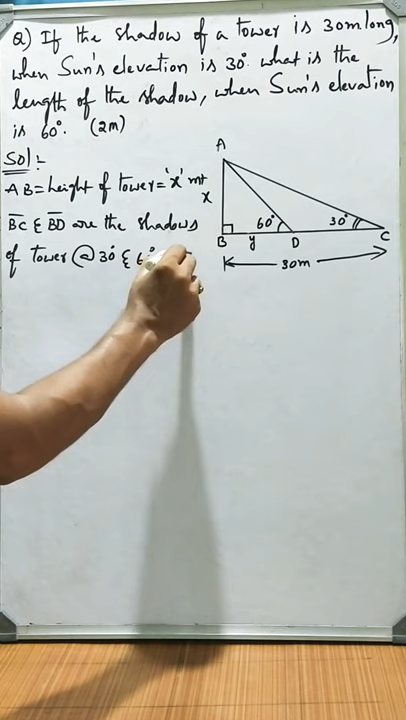 Q) If the shadow of a tower is 30m long,
when Sun's elevation is 30°. what is the
length of the shadow, when Sun's elevation
is 60°. (2m)
Sol:-
AB = height of tower = 'x' mt
BC & BD are the shadows
of tower @ 30° & 6
A
x
60°
30°
B
y
D
C
30m